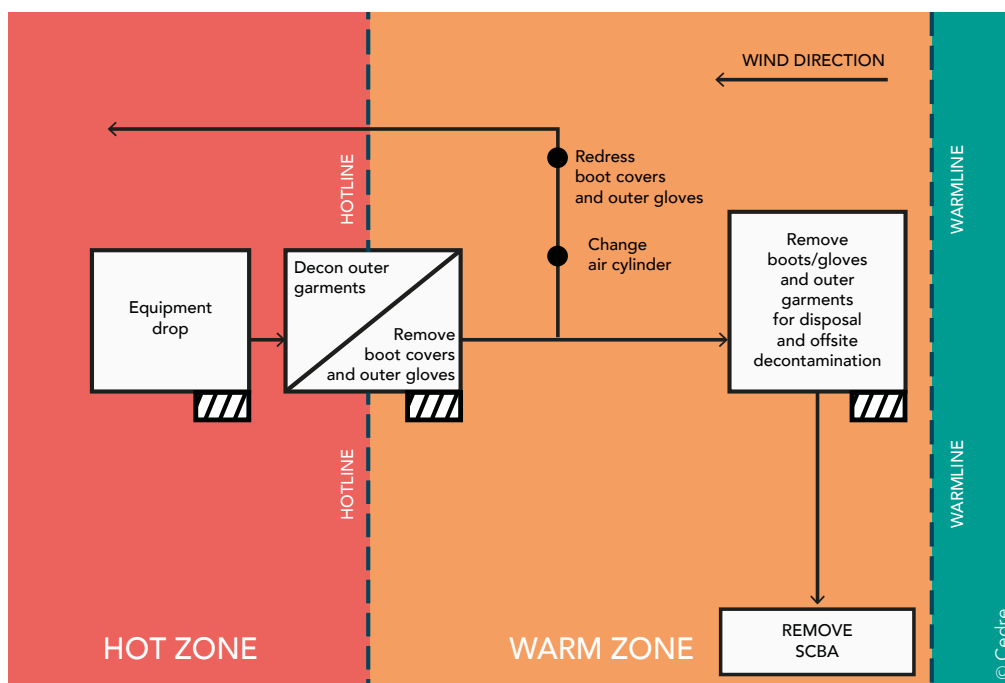 WIND DIRECTION
Redress
boot covers
and outer gloves
HOTLINE
WARMLINE
Change
air cylinder
Decon outer
garments
Remove
boot covers
and outer gloves
Equipment
drop
Remove
boots/gloves
and outer
garments
for disposal
and offsite
decontamination
HOTLINE
WARMLINE
HOT ZONE
WARM ZONE
REMOVE
SCBA
© Cedre